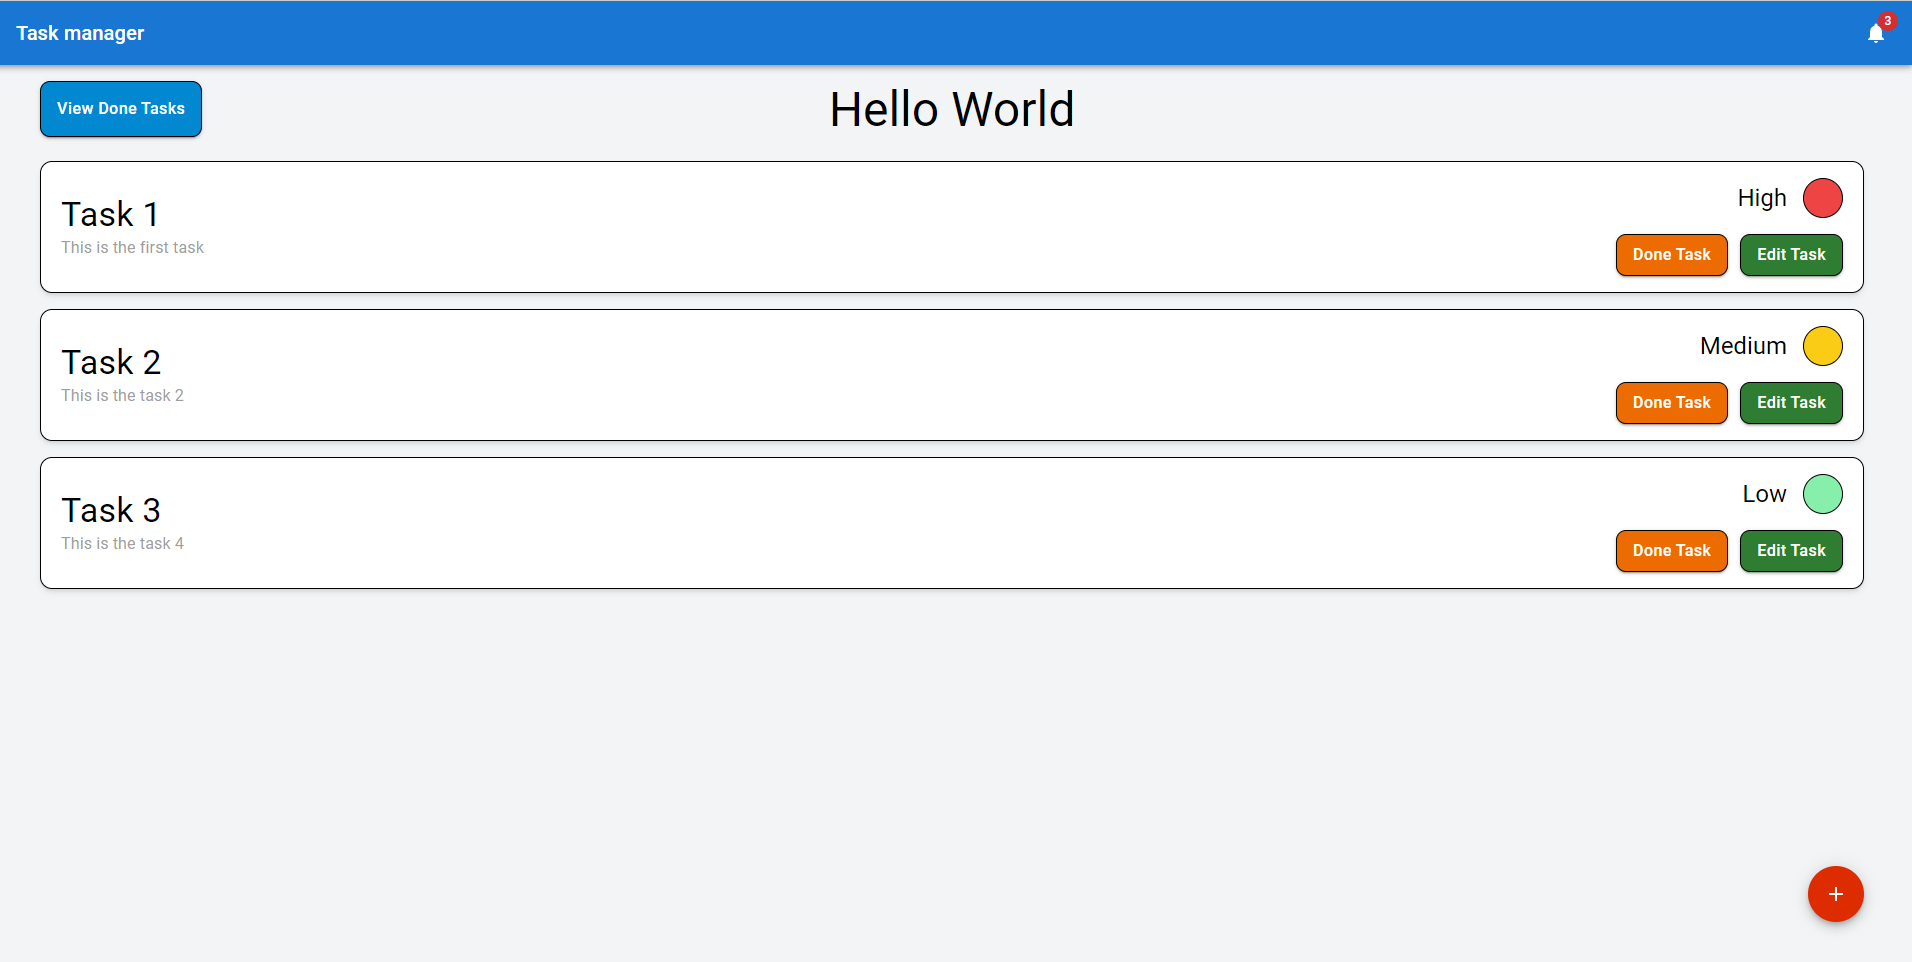 Task manager
3
View Done Tasks
Hello World
Task 1
This is the first task
High
Done Task
Edit Task
Task 2
This is the task 2
Medium
Done Task
Edit Task
Task 3
This is the task 4
Low
Done Task
Edit Task
+